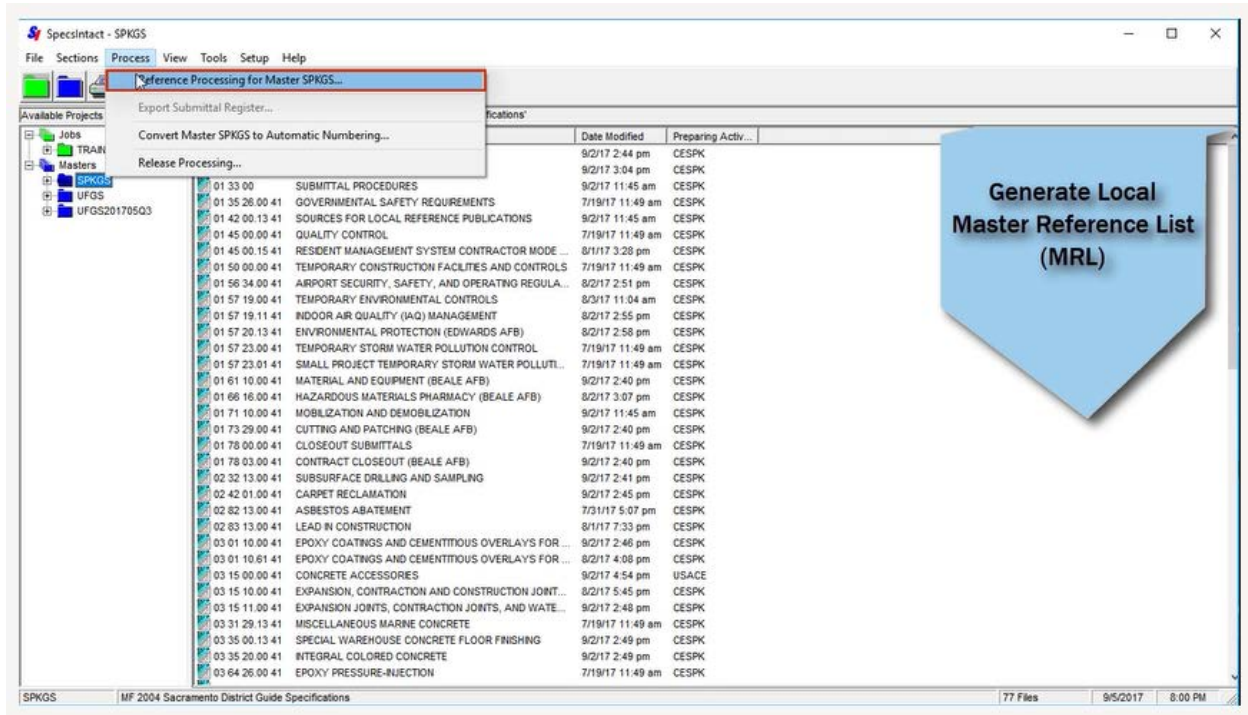 SpecsIntact - SPKGS
File Sections Process View Tools Setup Help
Reference Processing for Master SPKGS...
Export Submittal Register...
Convert Master SPKGS to Automatic Numbering...
Release Processing...
Available Projects
fications'
Jobs
TRAIN
Masters
SPKGS
UFGS
UFGS201705Q3
Date Modified Preparing Activ...
9/2/17 2:44 pm CESPK
9/2/17 3:04 pm CESPK
01 33 00 SUBMITTAL PROCEDURES 9/2/17 11:45 am CESPK
01 35 26.00 41 GOVERNMENTAL SAFETY REQUIREMENTS 7/19/17 11:49 am CESPK
01 42 00.13 41 SOURCES FOR LOCAL REFERENCE PUBLICATIONS 9/2/17 11:45 am CESPK
01 45 00.00 41 QUALITY CONTROL 7/19/17 11:49 am CESPK
01 45 00.15 41 RESIDENT MANAGEMENT SYSTEM CONTRACTOR MODE ... 8/1/17 3:28 pm CESPK
01 50 00.00 41 TEMPORARY CONSTRUCTION FACILITIES AND CONTROLS 7/19/17 11:49 am CESPK
01 56 34.00 41 AIRPORT SECURITY, SAFETY, AND OPERATING REGULA... 8/2/17 2:51 pm CESPK
01 57 19.00 41 TEMPORARY ENVIRONMENTAL CONTROLS 8/3/17 11:04 am CESPK
01 57 19.11 41 INDOOR AIR QUALITY (IAQ) MANAGEMENT 8/2/17 2:55 pm CESPK
01 57 20.13 41 ENVIRONMENTAL PROTECTION (EDWARDS AFB) 8/2/17 2:58 pm CESPK
01 57 23.00 41 TEMPORARY STORM WATER POLLUTION CONTROL 7/19/17 11:49 am CESPK
01 57 23.01 41 SMALL PROJECT TEMPORARY STORM WATER POLLUTI... 7/19/17 11:49 am CESPK
01 61 10.00 41 MATERIAL AND EQUIPMENT (BEALE AFB) 9/2/17 2:40 pm CESPK
01 66 16.00 41 HAZARDOUS MATERIALS PHARMACY (BEALE AFB) 8/2/17 3:07 pm CESPK
01 71 10.00 41 MOBILIZATION AND DEMOBILIZATION 9/2/17 11:45 am CESPK
01 73 29.00 41 CUTTING AND PATCHING (BEALE AFB) 9/2/17 2:40 pm CESPK
01 78 00.00 41 CLOSEOUT SUBMITTALS 7/19/17 11:49 am CESPK
01 78 03.00 41 CONTRACT CLOSEOUT (BEALE AFB) 9/2/17 2:40 pm CESPK
02 32 13.00 41 SUBSURFACE DRILLING AND SAMPLING 9/2/17 2:41 pm CESPK
02 42 01.00 41 CARPET RECLAMATION 9/2/17 2:45 pm CESPK
02 82 13.00 41 ASBESTOS ABATEMENT 7/31/17 5:07 pm CESPK
02 83 13.00 41 LEAD IN CONSTRUCTION 8/1/17 7:33 pm CESPK
03 01 10.00 41 EPOXY COATINGS AND CEMENTITIOUS OVERLAYS FOR ... 9/2/17 2:46 pm CESPK
03 01 10.61 41 EPOXY COATINGS AND CEMENTITIOUS OVERLAYS FOR ... 8/2/17 4:08 pm CESPK
03 15 00.00 41 CONCRETE ACCESSORIES 9/2/17 4:54 pm USACE
03 15 10.00 41 EXPANSION, CONTRACTION AND CONSTRUCTION JOINT... 8/2/17 5:45 pm CESPK
03 15 11.00 41 EXPANSION JOINTS, CONTRACTION JOINTS, AND WATE... 9/2/17 2:48 pm CESPK
03 31 29.13 41 MISCELLANEOUS MARINE CONCRETE 7/19/17 11:49 am CESPK
03 35 00.13 41 SPECIAL WAREHOUSE CONCRETE FLOOR FINISHING 9/2/17 2:49 pm CESPK
03 35 20.00 41 INTEGRAL COLORED CONCRETE 9/2/17 2:49 pm CESPK
03 64 26.00 41 EPOXY PRESSURE-INJECTION 7/19/17 11:49 am CESPK
Generate Local
Master Reference List
(MRL)
SPKGS MF 2004 Sacramento District Guide Specifications 77 Files 9/5/2017 8:00 PM